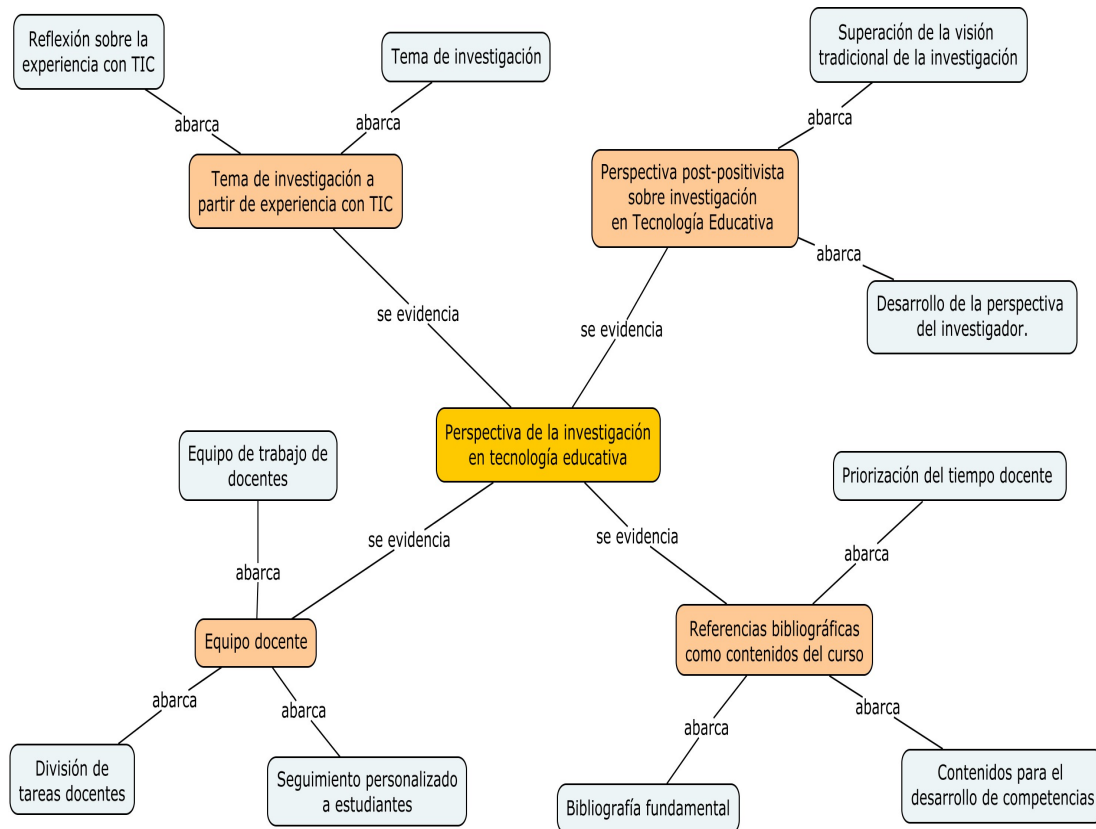 Reflexión sobre la
experiencia con TIC
Tema de investigación
Superación de la visión
tradicional de la investigación
abarca
abarca
abarca
Tema de investigación a
partir de experiencia con TIC
Perspectiva post-positivista
sobre investigación
en Tecnología Educativa
abarca
Desarrollo de la perspectiva
del investigador.
se evidencia
se evidencia
Perspectiva de la investigación
en tecnología educativa
Equipo de trabajo de
docentes
Priorización del tiempo docente
se evidencia
se evidencia
abarca
abarca
Equipo docente
Referencias bibliográficas
como contenidos del curso
abarca
abarca
abarca
abarca
División de
tareas docentes
Seguimiento personalizado
a estudiantes
Bibliografía fundamental
Contenidos para el
desarrollo de competencias